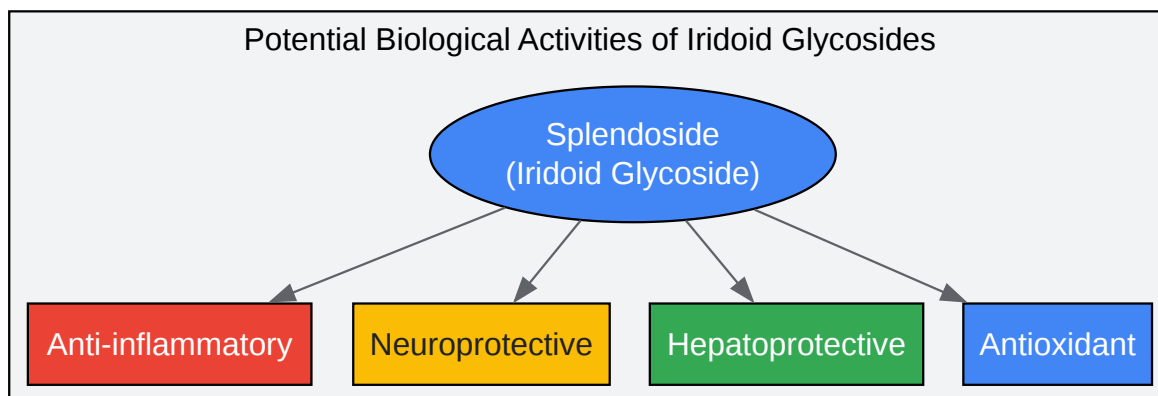 Potential Biological Activities of Iridoid Glycosides
Splendoside
(Iridoid Glycoside)
Anti-inflammatory
Neuroprotective
Hepatoprotective
Antioxidant